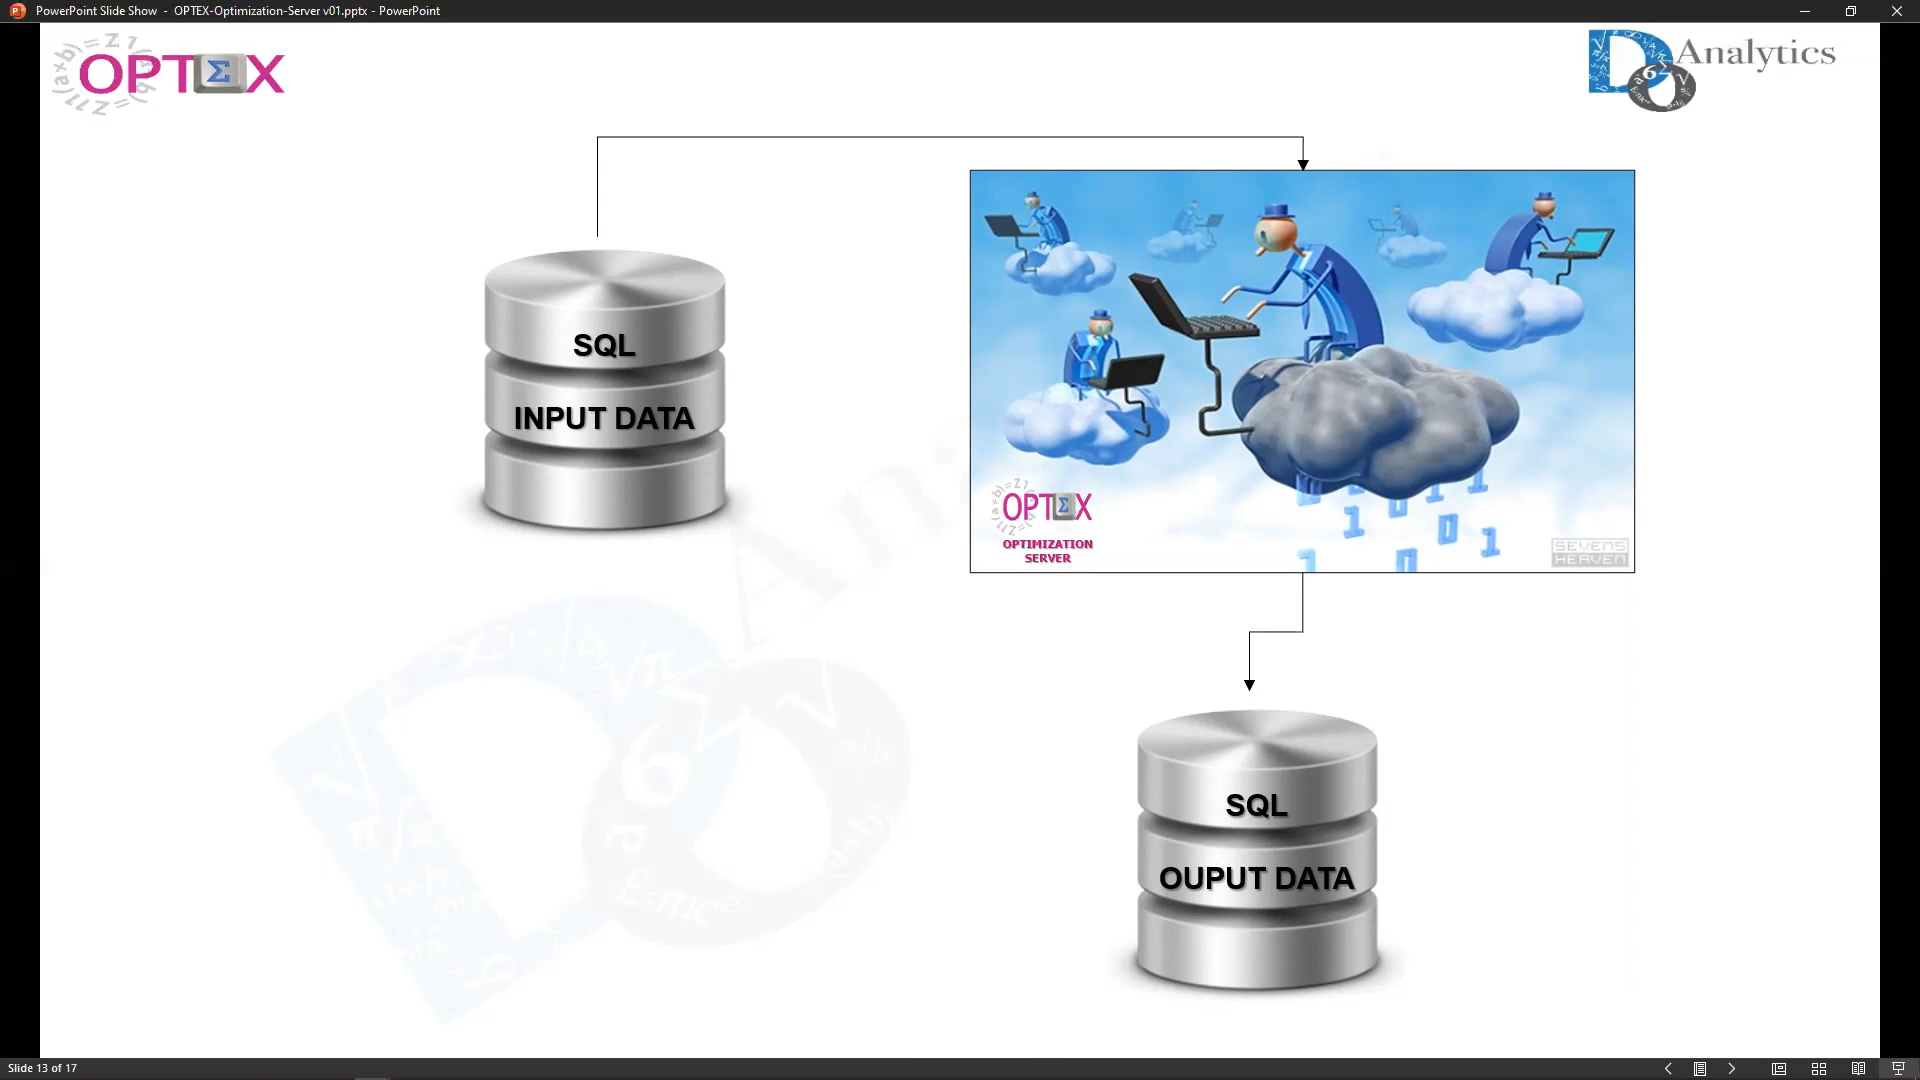 PowerPoint Slide Show - OPTEX-Optimization-Server v01.pptx - PowerPoint
OPTΣX
DO Analytics
SQL
INPUT DATA
OPTΣX
OPTIMIZATION
SERVER
SEVENS
HEAVEN
SQL
OUPUT DATA
Slide 13 of 17